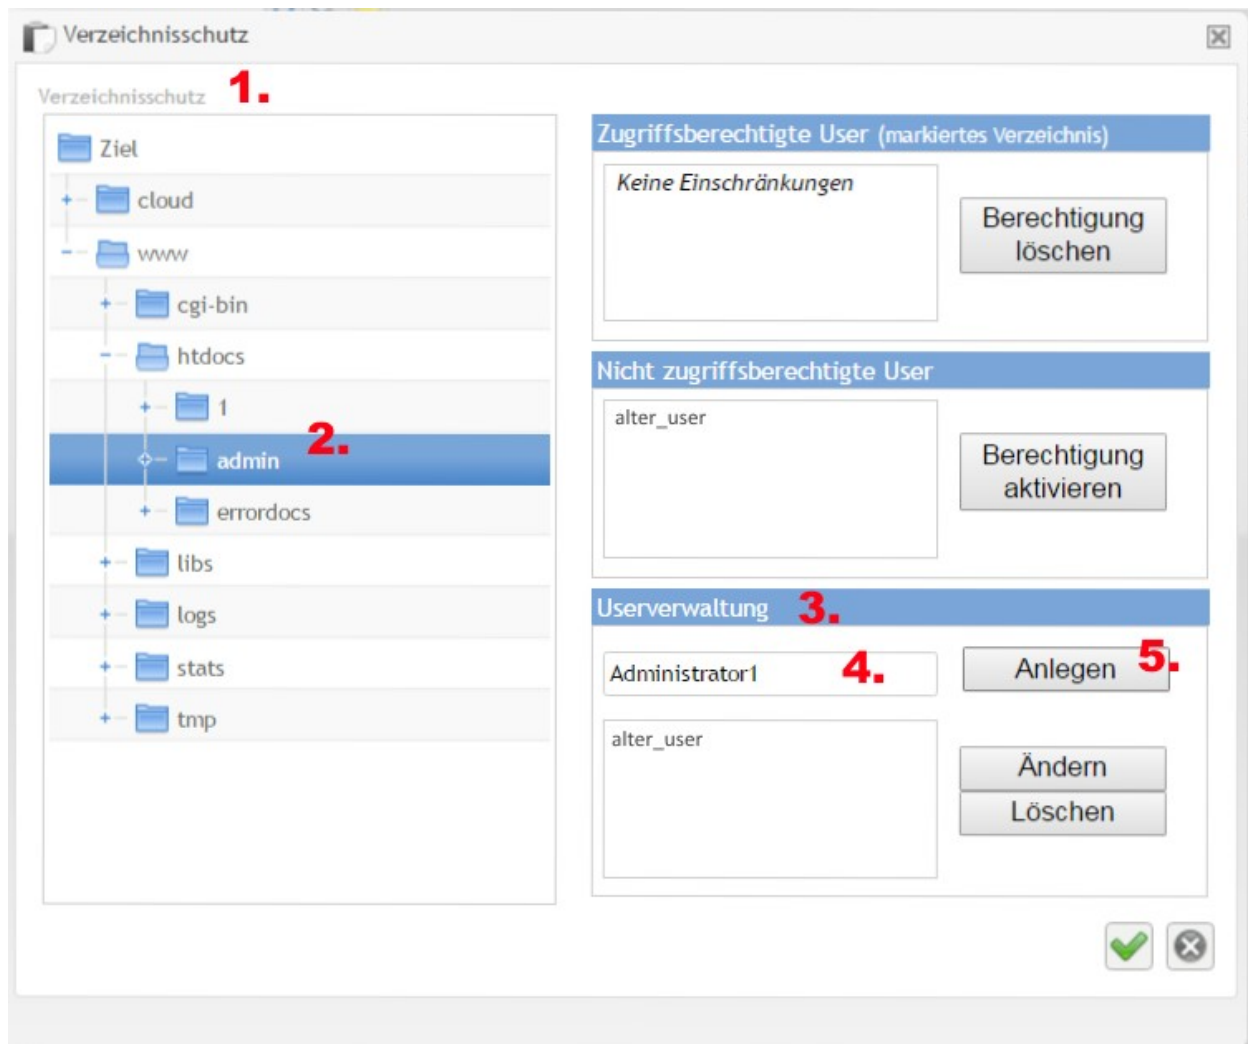 Verzeichnisschutz
Verzeichnisschutz 1.
Ziel
cloud
www
cgi-bin
htdocs
1
admin 2.
errordocs
libs
logs
stats
tmp
Zugriffsberechtigte User (markiertes Verzeichnis)
Keine Einschränkungen
Berechtigung
löschen
Nicht zugriffsberechtigte User
alter_user
Berechtigung
aktivieren
Userverwaltung 3.
Administrator1 4.
Anlegen 5.
alter_user
Ändern
Löschen